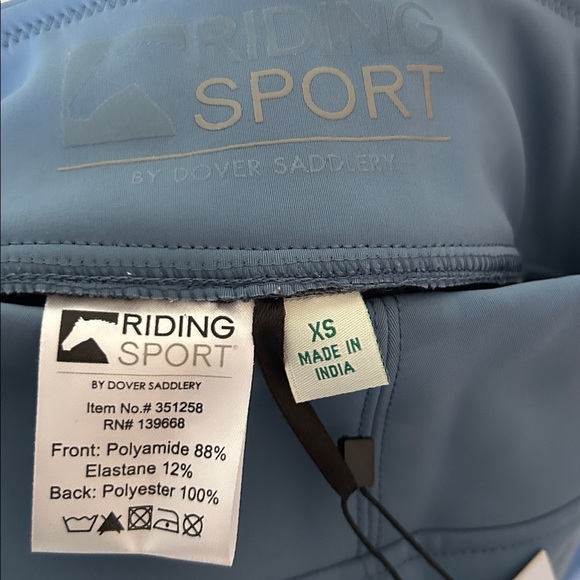 RIDING
SPORT
BY DOVER SADDLERY
RIDING
SPORT®
BY DOVER SADDLERY
Item No.# 351258
RN# 139668
Front: Polyamide 88%
Elastane 12%
Back: Polyester 100%
XS
MADE IN
INDIA